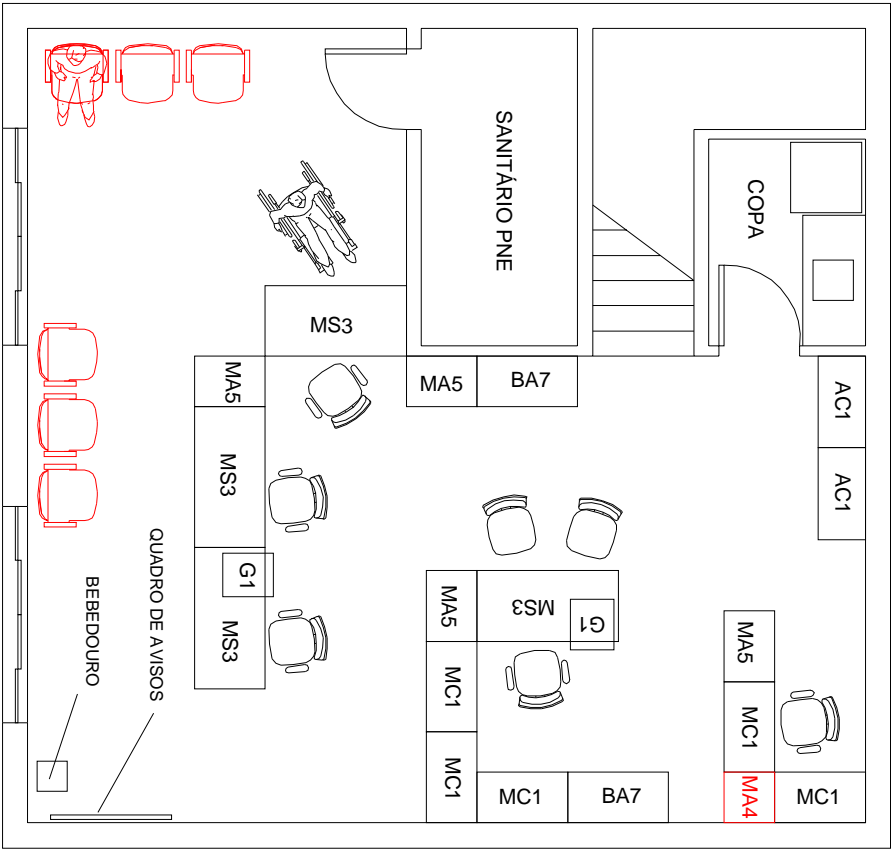 SANITÁRIO PNE
COPA
MS3
MA5
MA5
BA7
AC1
MS3
AC1
QUADRO DE AVISOS
G1
BEBEDOURO
MS3
MA5
MS3
G1
MA5
MC1
MC1
MC1
MC1
BA7
MA4
MC1